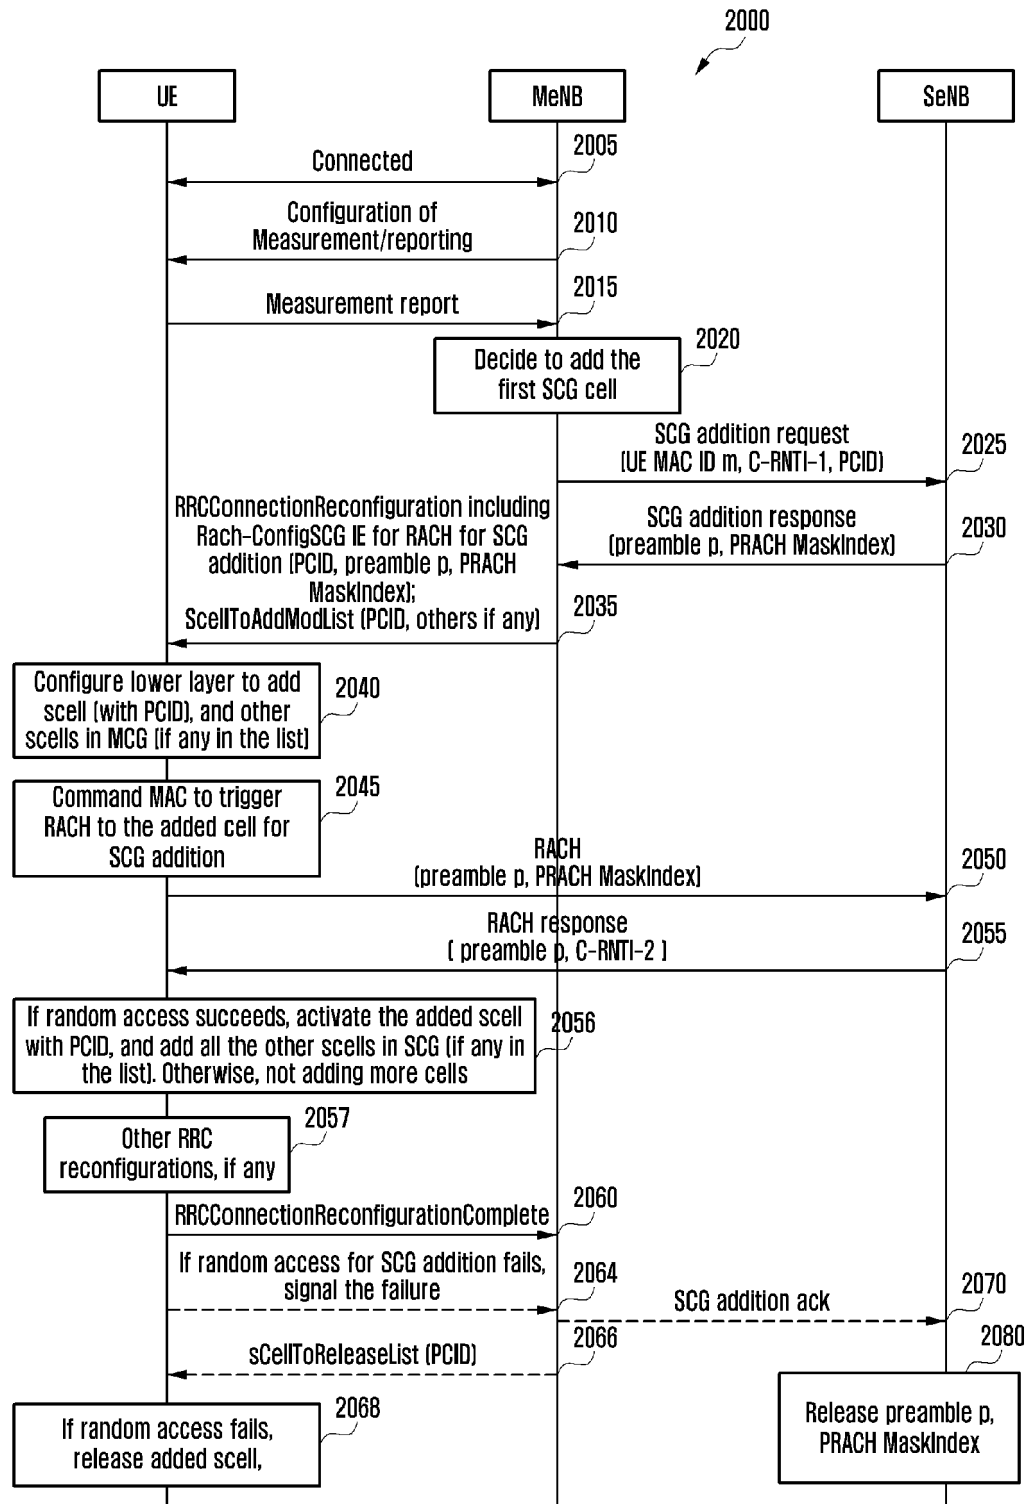 2000
UE
MeNB
SeNB
Connected
2005
Configuration of
Measurement/reporting
2010
Measurement report
2015
Decide to add the
first SCG cell
2020
SCG addition request
(UE MAC ID m, C-RNTI-1, PCID)
2025
SCG addition response
(preamble p, PRACH MaskIndex)
2030
RRCConnectionReconfiguration including
Rach-ConfigSCG IE for RACH for SCG
addition (PCID, preamble p, PRACH
MaskIndex);
ScellToAddModList (PCID, others if any)
2035
Configure lower layer to add
scell (with PCID), and other
scells in MCG (if any in the list)
2040
Command MAC to trigger
RACH to the added cell for
SCG addition
2045
RACH
(preamble p, PRACH MaskIndex)
2050
RACH response
( preamble p, C-RNTI-2 )
2055
If random access succeeds, activate the added scell
with PCID, and add all the other scells in SCG (if any in
the list). Otherwise, not adding more cells
2056
Other RRC
reconfigurations, if any
2057
RRCConnectionReconfigurationComplete
2060
If random access for SCG addition fails,
signal the failure
2064
SCG addition ack
2070
sCellToReleaseList (PCID)
2066
If random access fails,
release added scell,
2068
Release preamble p,
PRACH MaskIndex
2080